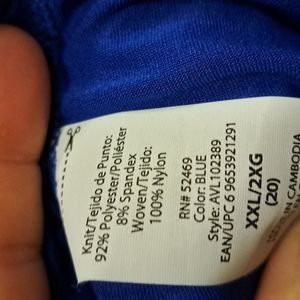 Knit/Tejido de Punto:
92% Polyester/Poliéster
8% Spandex
Woven/Tejido:
100% Nylon
RN# 52469
Color: BLUE
Style: AVL102389
EAN/UPC 6 9653921291
XXL/2XG
(20)
CAMBODIA